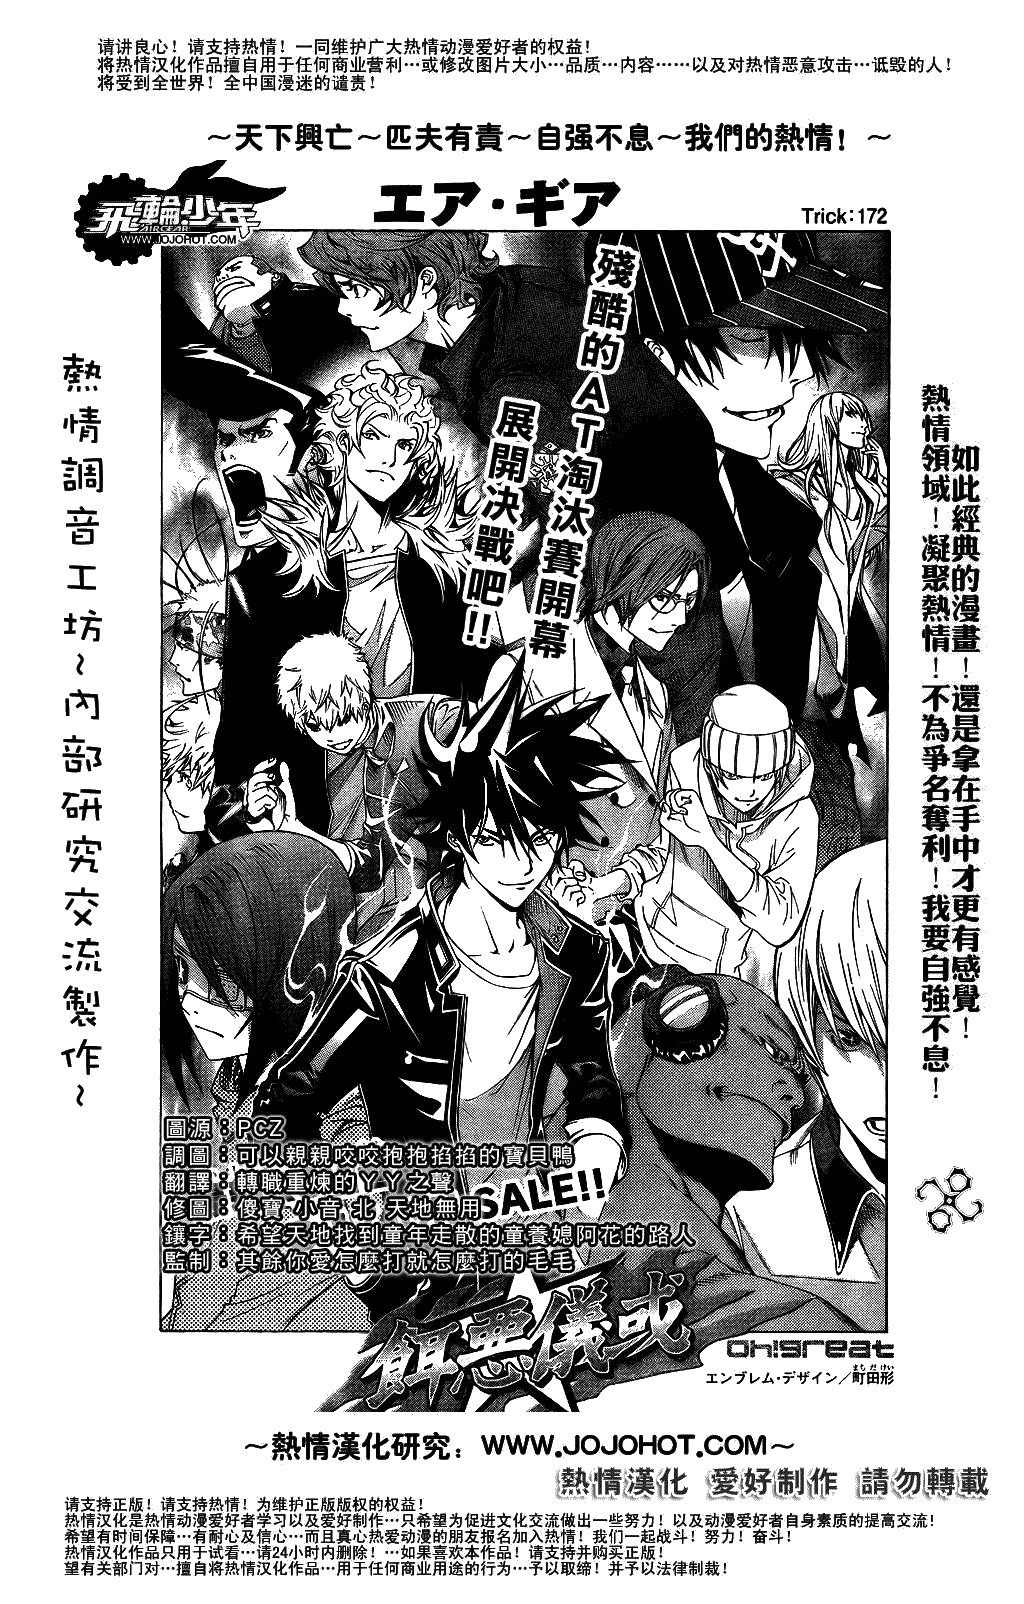 请讲良心！请支持热情！一同维护广大热情动漫爱好者的权益！
将热情汉化作品擅自用于任何商业营利…或修改图片大小…品质…内容……以及对热情恶意攻击…诋毁的人！
将受到全世界！全中国漫迷的谴责！
～天下興亡～匹夫有責～自强不息～我們的熱情！～
飛輪少年
AIRGEAR
WWW.JOJOHOT.COM
エア・ギア
Trick:172
殘酷的AT淘汰賽開幕
展開决戰吧!!
如此經典的漫畫！還是拿在手中才更有感覺！
熱情領域！凝聚熱情！不為爭名奪利！我要自強不息！
熱情調音工坊～內部研究交流製作～
圖源：PCZ
調圖：可以親親咬咬抱抱掐掐的寶貝鴨
翻譯：轉職重煉的丫丫之聲
SALE!!
修圖：傻寶 小音 北 天地無用
鑲字：希望天地找到童年走散的童養媳阿花的路人
監制：其餘你愛怎麼打就怎麼打的毛毛
餌悪儀或
Oh!great
エンブレム・デザイン／町田形
まちだけい
～熱情漢化研究：WWW.JOJOHOT.COM～
熱情漢化 愛好制作 請勿轉載
请支持正版！请支持热情！为维护正版版权的权益！
热情汉化是热情动漫爱好者学习以及爱好制作…只希望为促进文化交流做出一些努力！以及动漫爱好者自身素质的提高交流！
希望有时间保障…有耐心及信心…而且真心热爱动漫的朋友报名加入热情！我们一起战斗！努力！奋斗！
热情汉化作品只用于试看…请24小时内删除！…如果喜欢本作品！请支持并购买正版！
望有关部门对…擅自将热情汉化作品…用于任何商业用途的行为…予以取缔！并予以法律制裁！